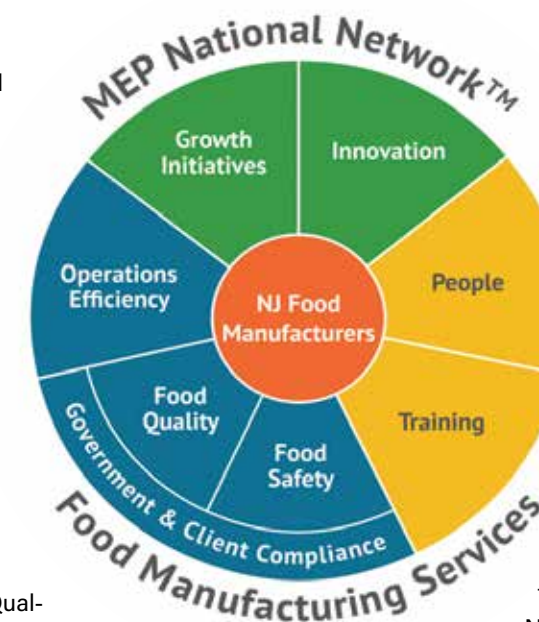 MEP National Network™
Growth
Initiatives
Innovation
Operations
Efficiency
People
NJ Food
Manufacturers
Food
Quality
Training
Food
Safety
Government & Client Compliance
Food Manufacturing Services
Qual-